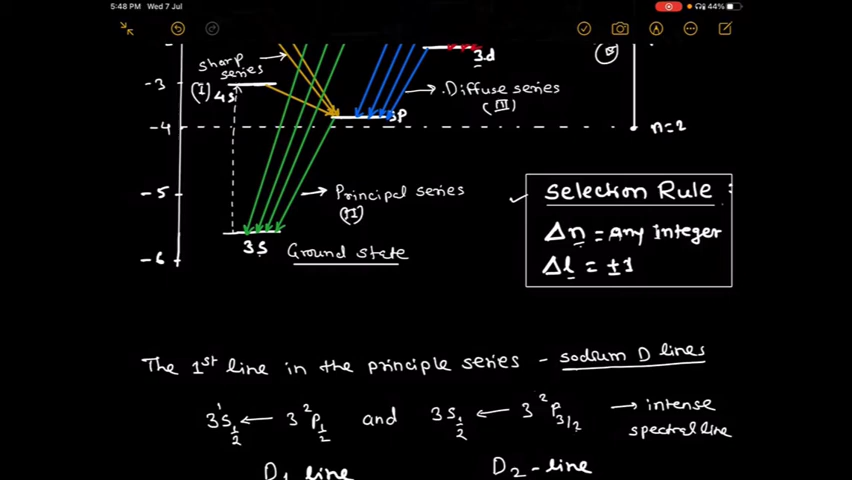 5:48 PM Wed 7 Jul
44%
3d
Sharp
series
-3
(I) 4s
Diffuse series
(III)
3P
-4
n=2
-5
Principal series
(II)
Selection Rule :
Δn = Any integer
Δl = ±1
3s
Ground state
-6
The 1st line in the principle series - sodium D lines
3¹S1/2 ← 3²P1/2 and 3S1/2 ← 3²P3/2 → intense
spectral line
D1 line D2-line